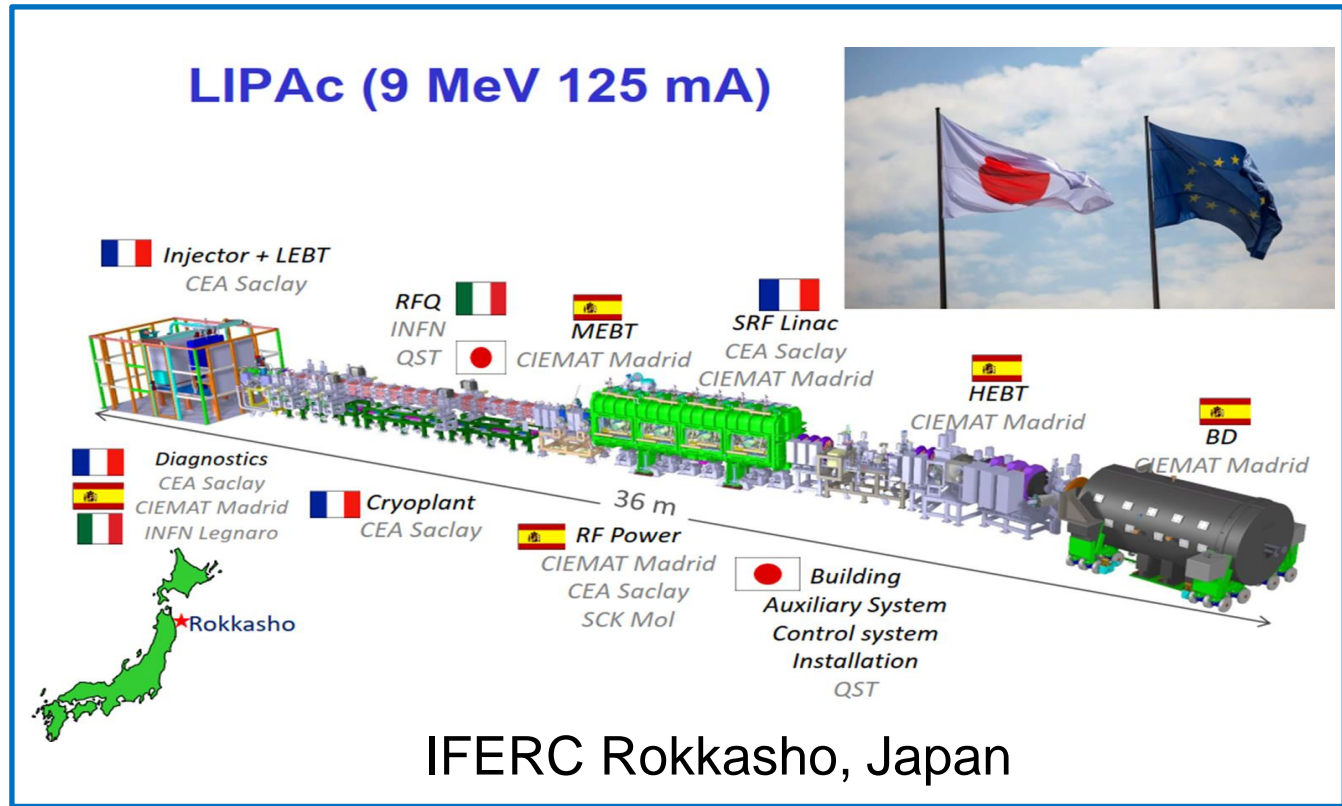 LIPAc (9 MeV 125 mA)
Injector + LEBT
CEA Saclay
RFQ
INFN
QST
MEBT
CIEMAT Madrid
SRF Linac
CEA Saclay
CIEMAT Madrid
HEBT
CIEMAT Madrid
BD
CIEMAT Madrid
Diagnostics
CEA Saclay
CIEMAT Madrid
INFN Legnaro
Cryoplant
CEA Saclay
36 m
RF Power
CIEMAT Madrid
CEA Saclay
SCK Mol
Building
Auxiliary System
Control system
Installation
QST
Rokkasho
IFERC Rokkasho, Japan